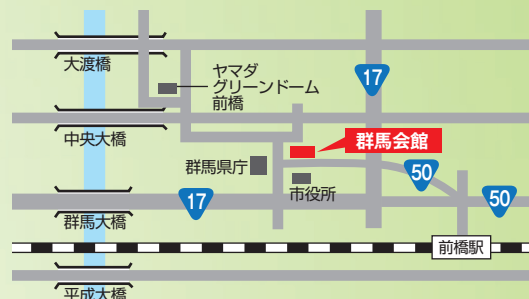 大渡橋
ヤマダ
グリーンドーム
前橋
17
中央大橋
群馬会館
群馬県庁
50
市役所
17
50
群馬大橋
前橋駅
平成大橋